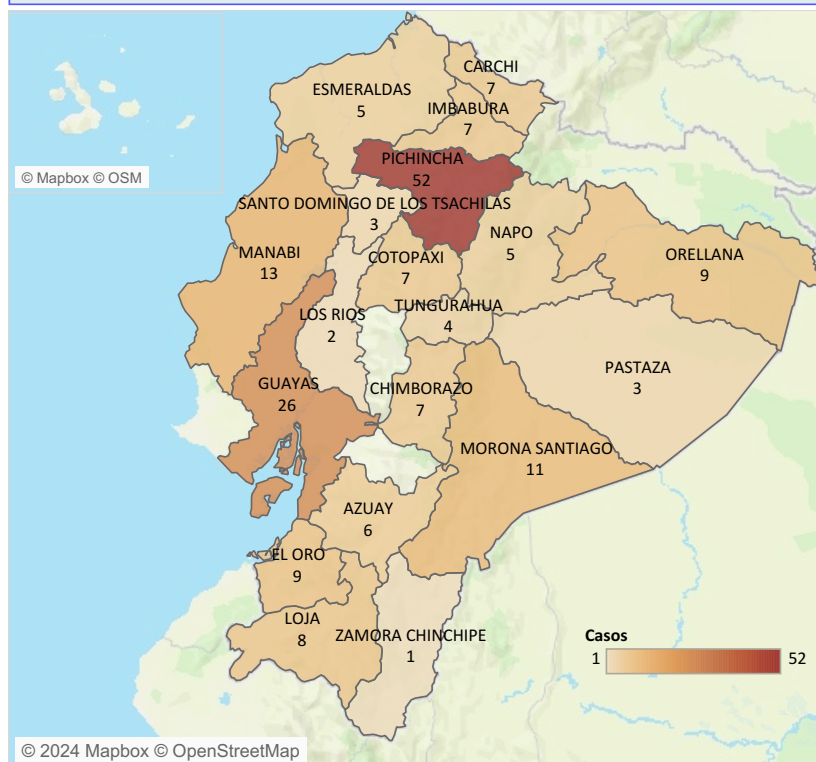 CARCHI
7
ESMERALDAS
5
IMBABURA
7
© Mapbox © OSM
PICHINCHA
52
SANTO DOMINGO DE LOS TSACHILAS
3
NAPO
5
MANABI
13
COTOPAXI
7
ORELLANA
9
TUNGURAHUA
4
LOS RIOS
2
PASTAZA
3
GUAYAS
26
CHIMBORAZO
7
MORONA SANTIAGO
11
AZUAY
6
EL ORO
9
LOJA
8
ZAMORA CHINCHIPE
1
Casos
1 52
© 2024 Mapbox © OpenStreetMap